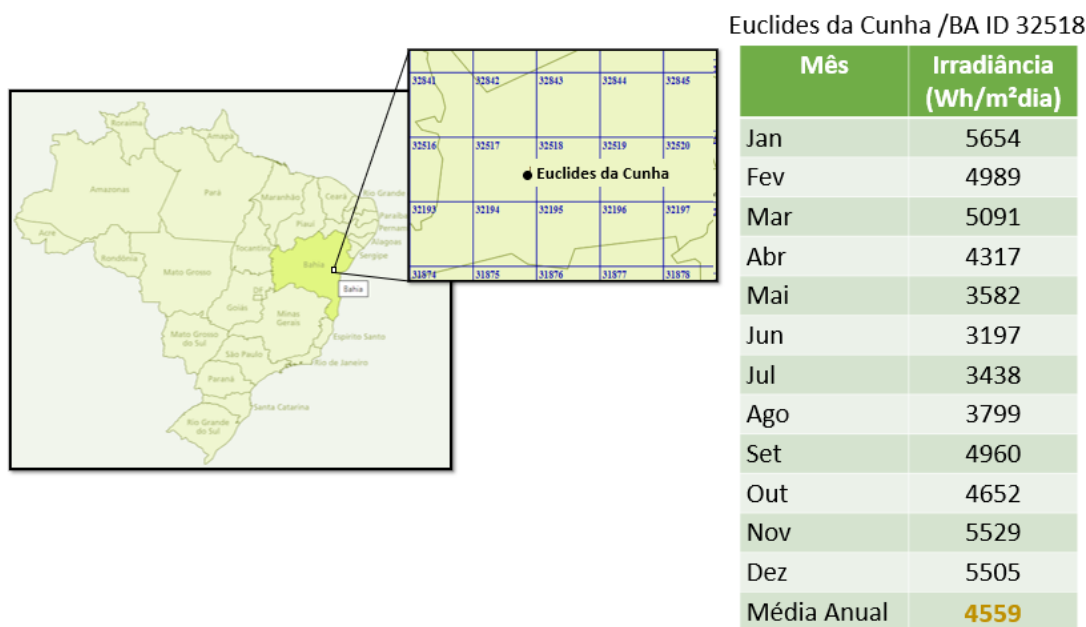 Euclides da Cunha /BA ID 32518
Mês Irradiância
(Wh/m²dia)
Jan 5654
Fev 4989
Mar 5091
Abr 4317
Mai 3582
Jun 3197
Jul 3438
Ago 3799
Set 4960
Out 4652
Nov 5529
Dez 5505
Média Anual 4559
32841 32842 32843 32844 32845
32516 32517 32518 32519 32520
Euclides da Cunha
32193 32194 32195 32196 32197
31874 31875 31876 31877 31878
Roraima
Amapa
Amazonas
Pará
Maranhão
Ceará
Rio Grande
Paraíba
Pernam
Alagoas
Sergipe
Piauí
Acre
Rondônia
Tocantins
Bahia
Bahia
Mato Grosso
DF
Goiás
Minas
Gerais
Espirito Santo
Mato Grosso
do Sul
São Paulo
Rio de Janeiro
Paraná
Santa Catarina
Rio Grande
do Sul